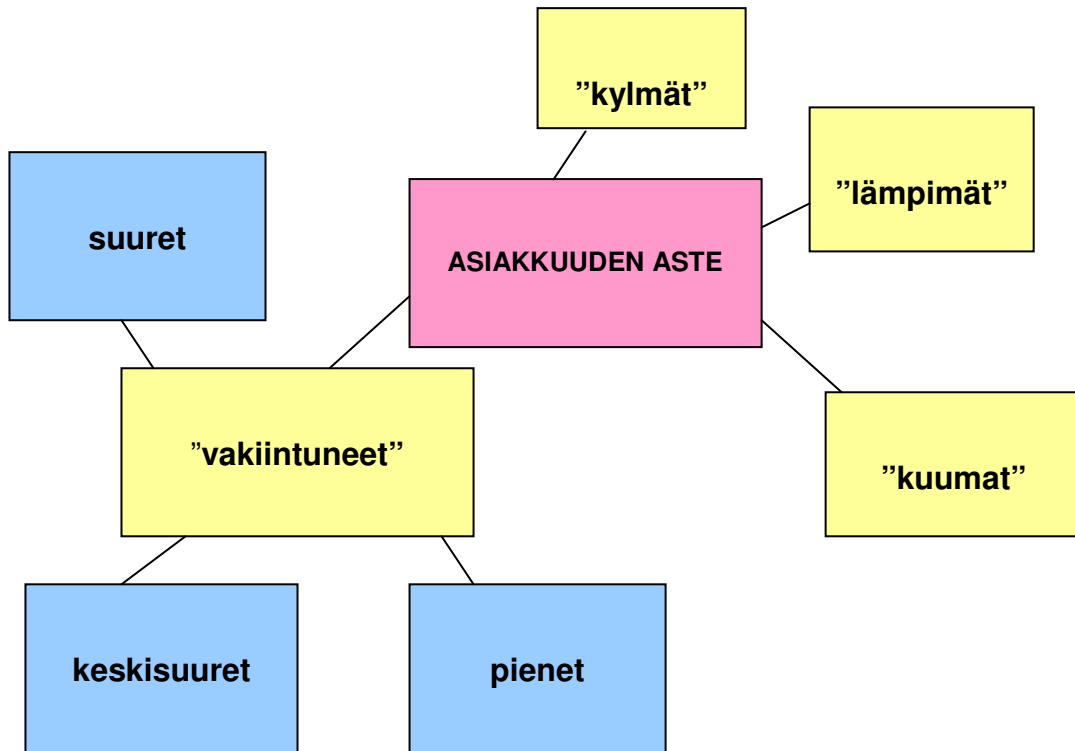 ”kylmät”
”lämpimät”
suuret
ASIAKKUUDEN ASTE
”vakiintuneet”
”kuumat”
keskisuuret
pienet